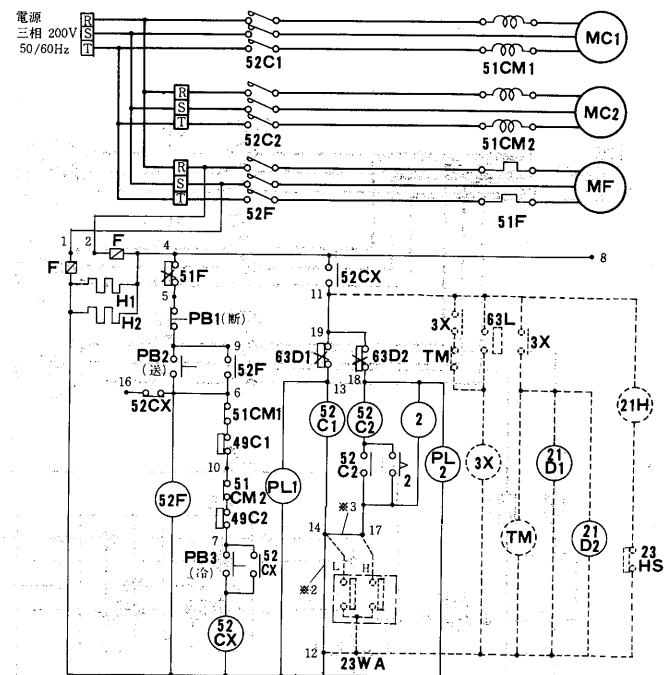 電源
三相 200V
50/60Hz
R
S
T
52C1
51CM1
MC1
R
S
T
52C2
51CM2
MC2
R
S
T
52F
51F
MF
1
2
F
4
8
F
51F
52CX
H1
5
11
H2
PB1(断)
3X
63L
3X
19
TM
9
63D1
63D2
PB2
(送)
52F
18
13
16
6
21H
52CX
51CM1
52
C1
52
C2
2
49C1
52
C2
2
PL
2
3X
21
D1
10
PL1
51
CM2
52F
49C2
※3
TM
21
D2
14
17
7
23
HS
PB3
(冷)
52
CX
L
H
※2
52
CX
12
23WA